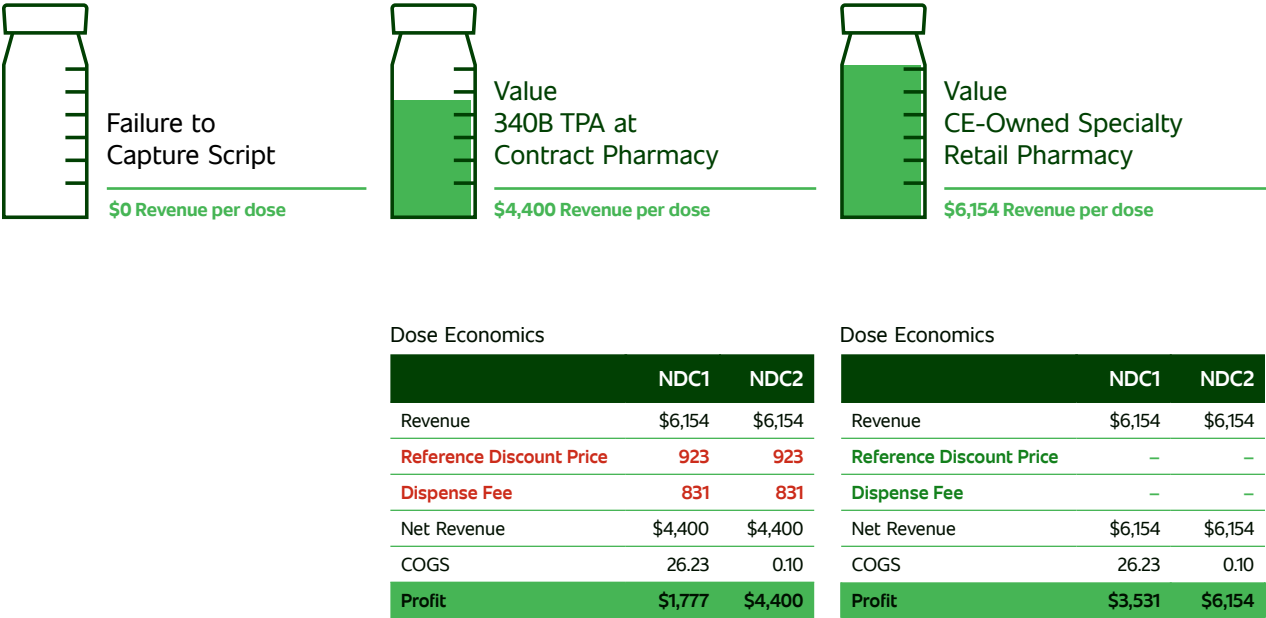 Failure to
Capture Script
$0 Revenue per dose
Value
340B TPA at
Contract Pharmacy
$4,400 Revenue per dose
Value
CE-Owned Specialty
Retail Pharmacy
$6,154 Revenue per dose
Dose Economics
NDC1 NDC2
Revenue $6,154 $6,154
Reference Discount Price 923 923
Dispense Fee 831 831
Net Revenue $4,400 $4,400
COGS 26.23 0.10
Profit $1,777 $4,400
Dose Economics
NDC1 NDC2
Revenue $6,154 $6,154
Reference Discount Price – –
Dispense Fee – –
Net Revenue $6,154 $6,154
COGS 26.23 0.10
Profit $3,531 $6,154